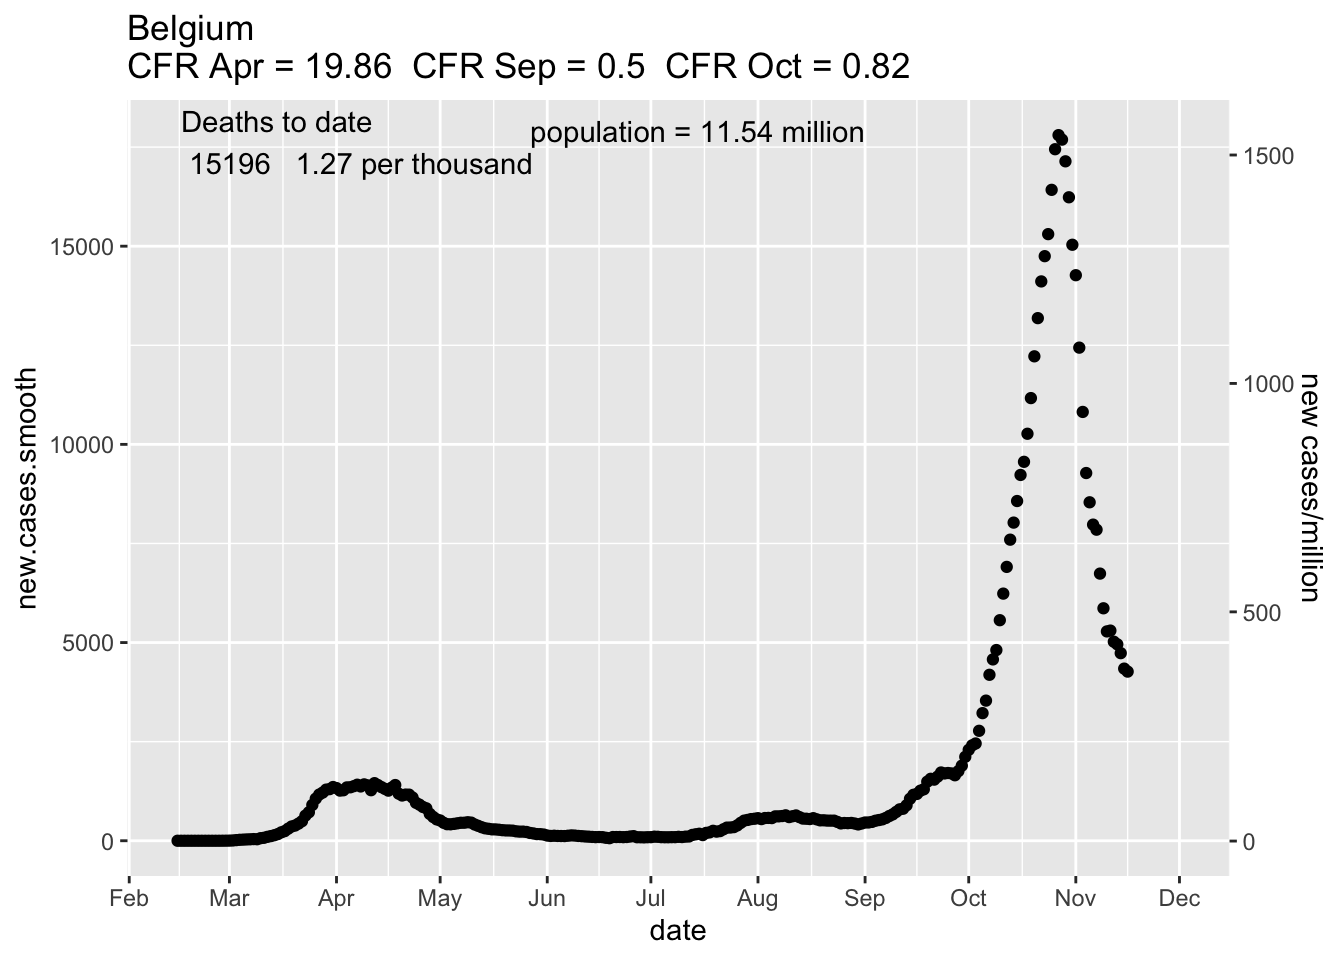 Belgium
CFR Apr = 19.86  CFR Sep = 0.5  CFR Oct = 0.82
Deaths to date
population = 11.54 million
15196   1.27 per thousand
new.cases.smooth
15000
10000
5000
0
1500
1000
500
0
new cases/million
Feb Mar Apr May Jun Jul Aug Sep Oct Nov Dec
date